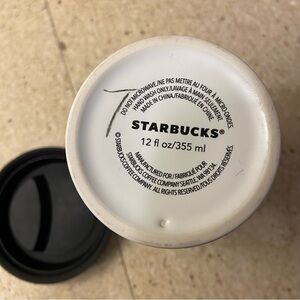 DO NOT MICROWAVE/NE PAS METTRE AU FOUR À MICRO-ONDES.
HAND WASH ONLY/LAVAGE À MAIN SEULEMENT.
MADE IN CHINA/FABRIQUÉ EN CHINE.
STARBUCKS®
12 fl oz/355 ml
MANUFACTURED FOR/FABRIQUÉ POUR
STARBUCKS COFFEE COMPANY SEATTLE, WA 98134.
©STARBUCKS COFFEE COMPANY. ALL RIGHTS RESERVED./TOUS DROITS RÉSERVÉS.